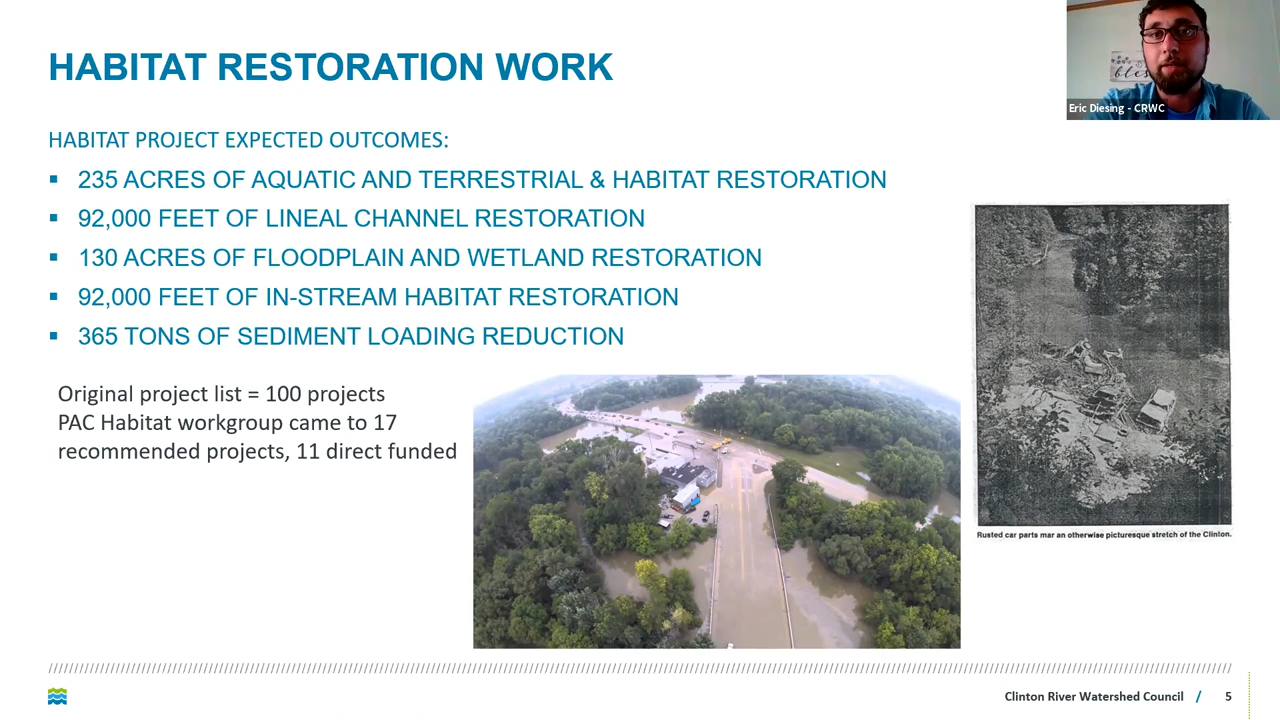 HABITAT RESTORATION WORK
Eric Diesing - CRWC
HABITAT PROJECT EXPECTED OUTCOMES:
▪ 235 ACRES OF AQUATIC AND TERRESTRIAL & HABITAT RESTORATION
▪ 92,000 FEET OF LINEAL CHANNEL RESTORATION
▪ 130 ACRES OF FLOODPLAIN AND WETLAND RESTORATION
▪ 92,000 FEET OF IN-STREAM HABITAT RESTORATION
▪ 365 TONS OF SEDIMENT LOADING REDUCTION
Original project list = 100 projects
PAC Habitat workgroup came to 17
recommended projects, 11 direct funded
Rusted car parts mar an otherwise picturesque stretch of the Clinton.
Clinton River Watershed Council / 5